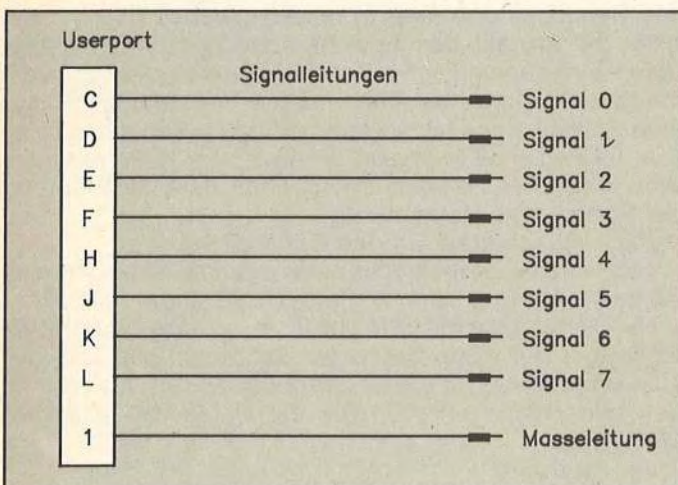 Userport
Signalleitungen
C Signal 0
D Signal 1
E Signal 2
F Signal 3
H Signal 4
J Signal 5
K Signal 6
L Signal 7
1 Masseleitung